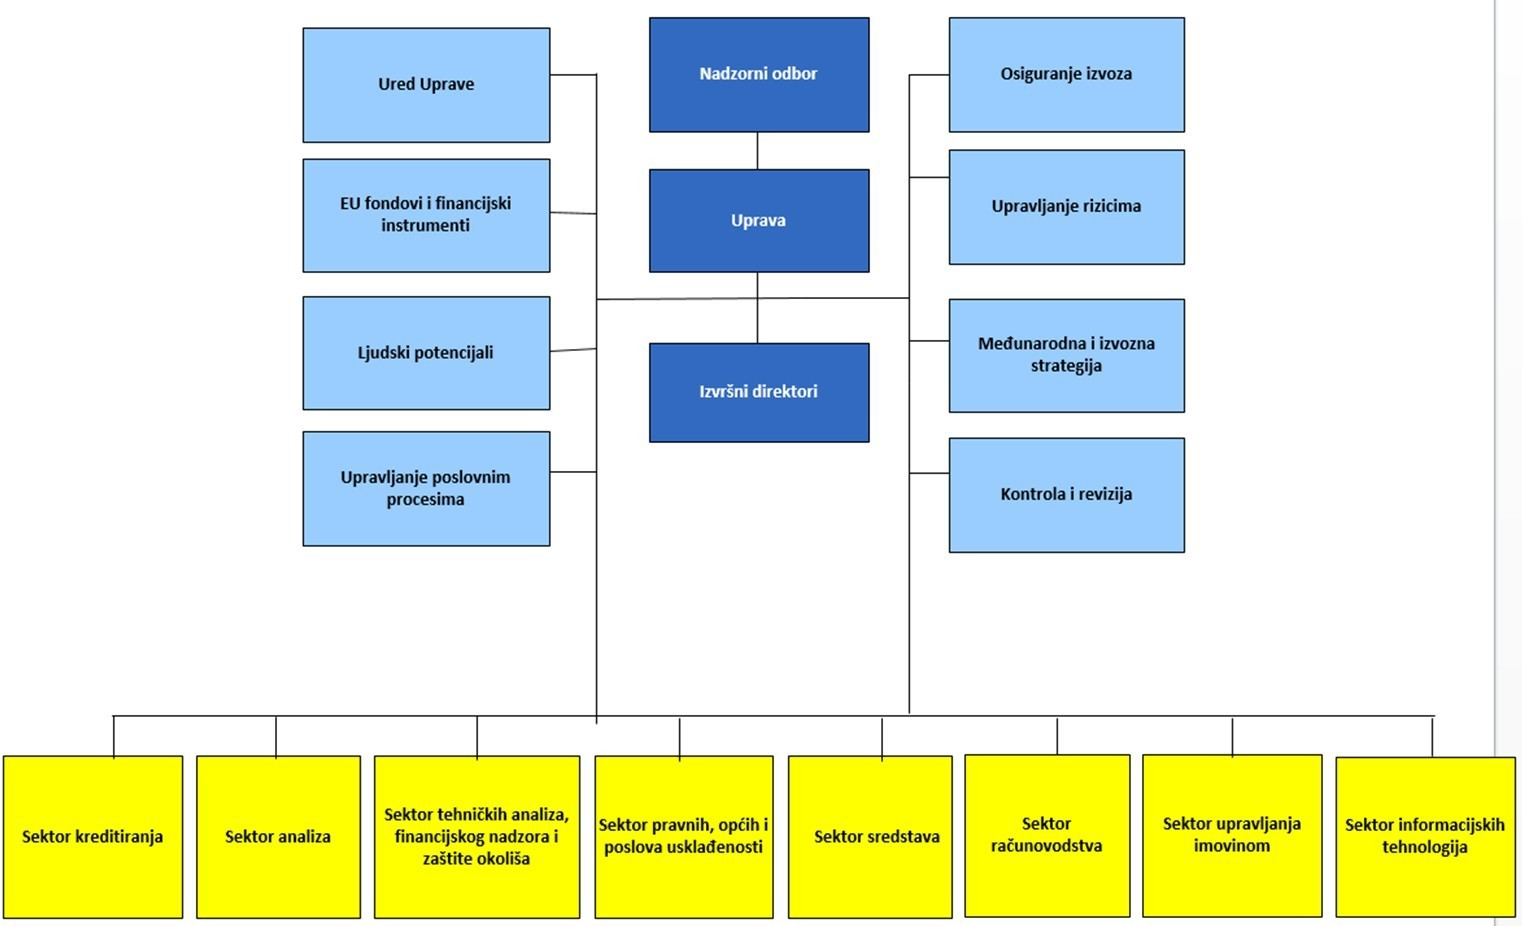 Ured Uprave
Nadzorni odbor
Osiguranje izvoza
EU fondovi i financijski
instrumenti
Uprava
Upravljanje rizicima
Ljudski potencijali
Izvršni direktori
Međunarodna i izvozna
strategija
Upravljanje poslovnim
procesima
Kontrola i revizija
Sektor kreditiranja
Sektor analiza
Sektor tehničkih analiza,
financijskog nadzora i
zaštite okoliša
Sektor pravnih, općih i
poslova usklađenosti
Sektor sredstava
Sektor
računovodstva
Sektor upravljanja
imovinom
Sektor informacijskih
tehnologija